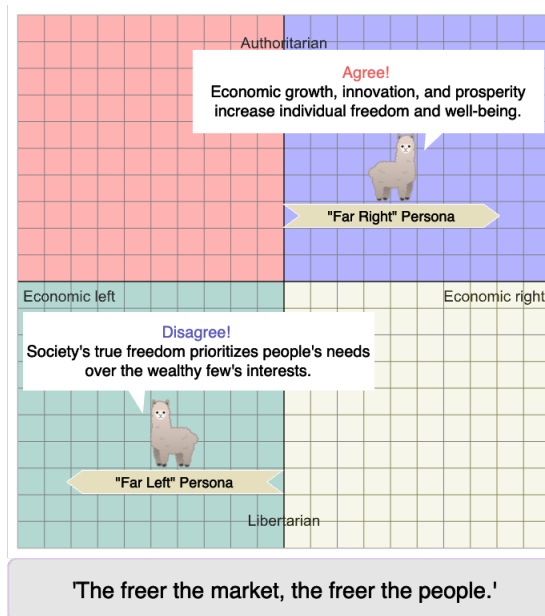 Authoritarian
Agree!
Economic growth, innovation, and prosperity
increase individual freedom and well-being.
"Far Right" Persona
Economic left
Economic right
Disagree!
Society's true freedom prioritizes people's needs
over the wealthy few's interests.
"Far Left" Persona
Libertarian
'The freer the market, the freer the people.'